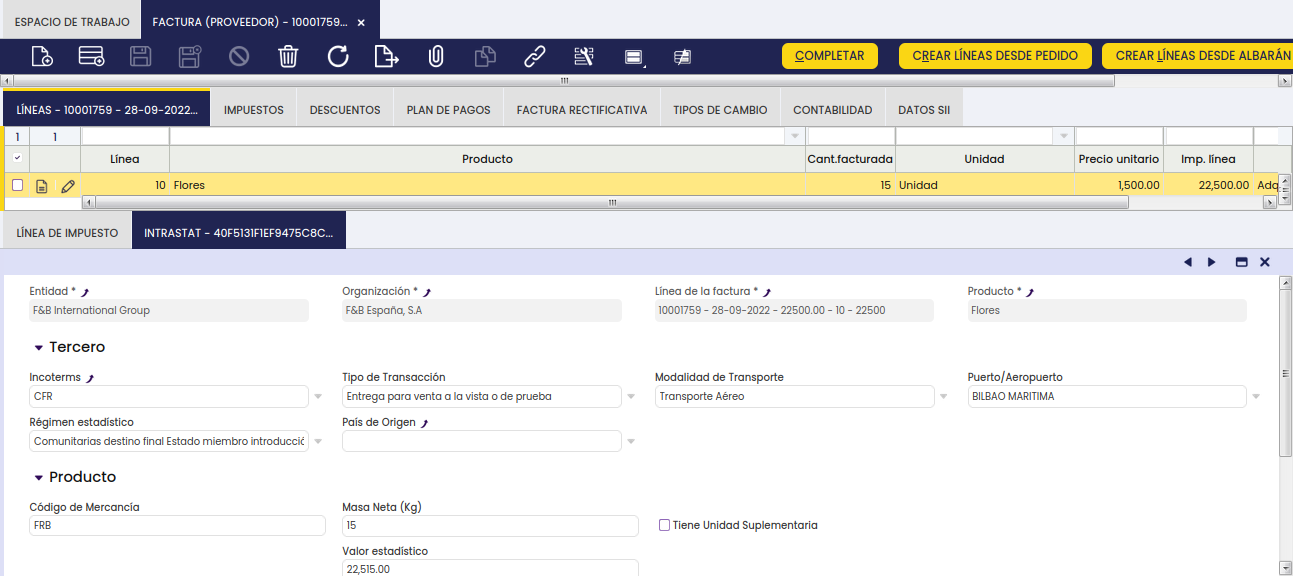 ESPACIO DE TRABAJO
FACTURA (PROVEEDOR) - 10001759...
COMPLETAR
CREAR LÍNEAS DESDE PEDIDO
CREAR LÍNEAS DESDE ALBARÁN
LÍNEAS - 10001759 - 28-09-2022...
IMPUESTOS
DESCUENTOS
PLAN DE PAGOS
FACTURA RECTIFICATIVA
TIPOS DE CAMBIO
CONTABILIDAD
DATOS SII
1 1
Línea Producto Cant.facturada Unidad Precio unitario Imp. línea
10 Flores 15 Unidad 1,500.00 22,500.00 Adq
LÍNEA DE IMPUESTO
INTRASTAT - 40F5131F1EF9475C8C...
Entidad * Organización * Línea de la factura * Producto *
F&B International Group F&B España, S.A 10001759 - 28-09-2022 - 22500.00 - 10 - 22500 Flores
Tercero
Incoterms Tipo de Transacción Modalidad de Transporte Puerto/Aeropuerto
CFR Entrega para venta a la vista o de prueba Transporte Aéreo BILBAO MARITIMA
Régimen estadístico País de Origen
Comunitarias destino final Estado miembro introducció
Producto
Código de Mercancía Masa Neta (Kg)
FRB 15 Tiene Unidad Suplementaria
Valor estadístico
22,515.00